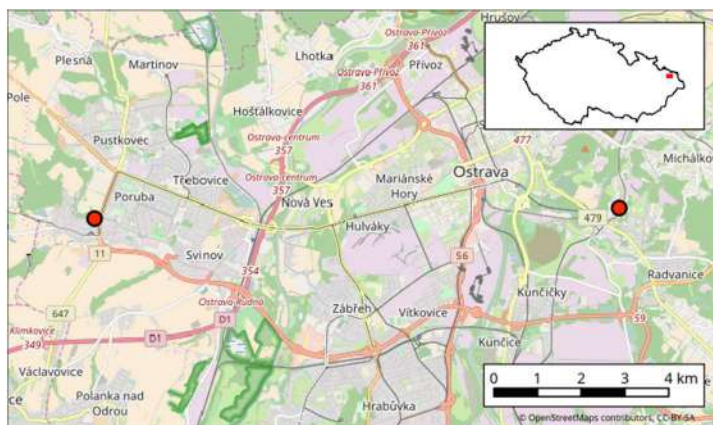 Hrušov
Plesná
Martinov
Lhotka
Ostrava-Přívoz
361
Přívoz
Ostrava-Přívoz
361
Pole
Hošťálkovice
Pustkovec
Ostrava-centrum
357
477
Michálkov
Třebovice
Ostrava-centrum
357
Mariánské
Hory
Ostrava
Poruba
Nová Ves
479
Hulváky
11
Svinov
354
56
Radvanice
Ostrava-Rudná
Kunčičky
647
Zábřeh
Vítkovice
59
Klimkovice
349
D1
D1
Kunčice
Václavovice
Polanka nad
Odrou
0 1 2 3 4 km
Hrabůvka
© OpenStreetMaps contributors, CC-BY-SA